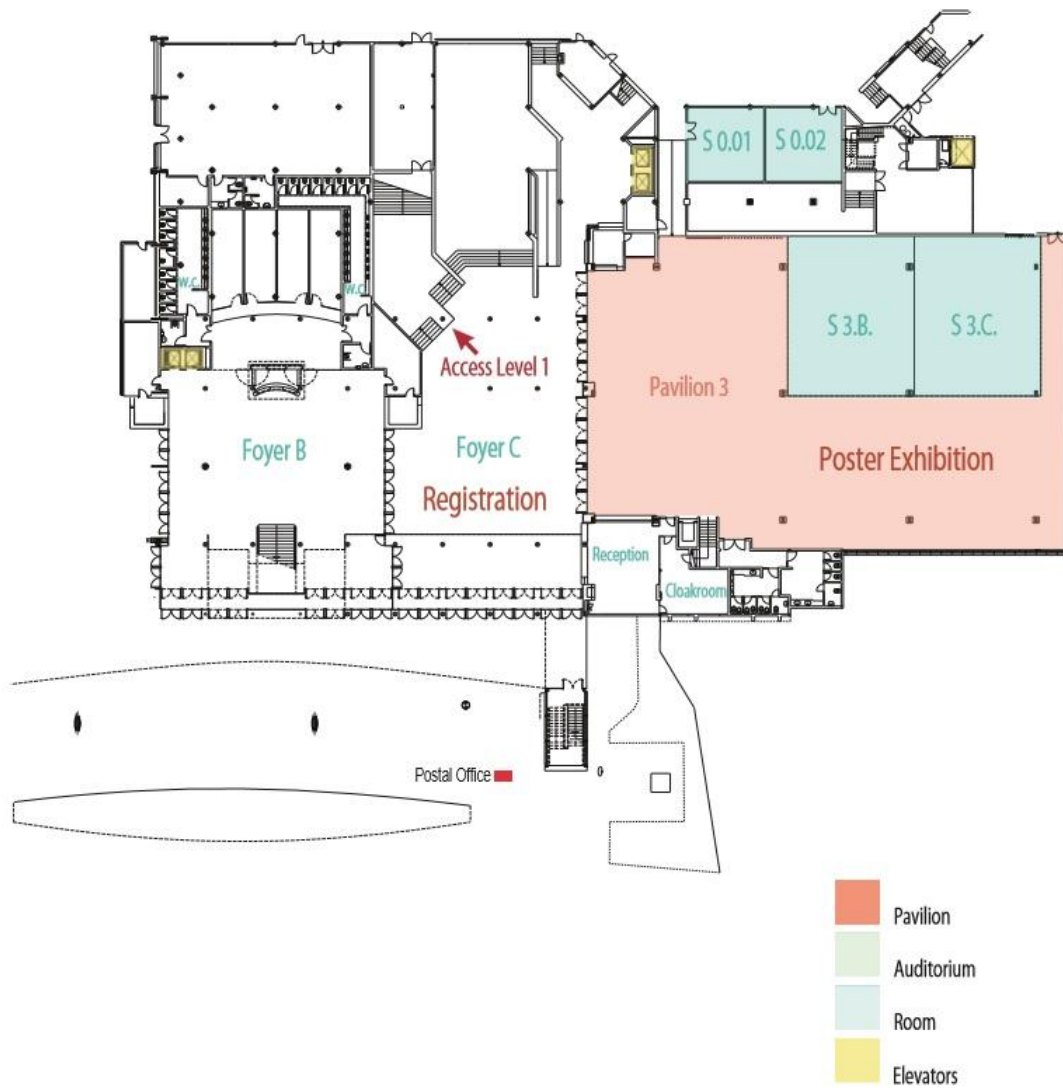 S 0.01
S 0.02
W.C.
W.C.
S 3.B.
S 3.C.
Access Level 1
Pavilion 3
Foyer B
Foyer C
Poster Exhibition
Registration
Reception
Cloakroom
Postal Office
Pavilion
Auditorium
Room
Elevators